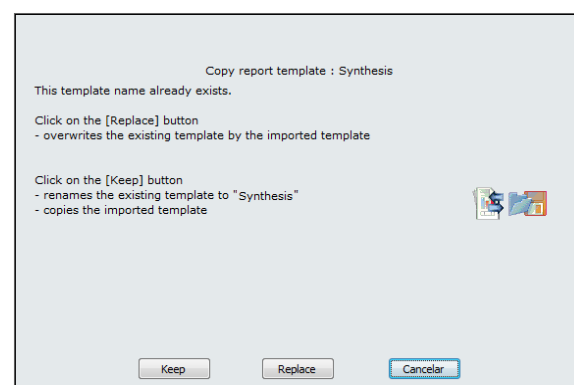 Copy report template : Synthesis
This template name already exists.
Click on the [Replace] button
- overwrites the existing template by the imported template
Click on the [Keep] button
- renames the existing template to "Synthesis"
- copies the imported template
Keep Replace Cancelar